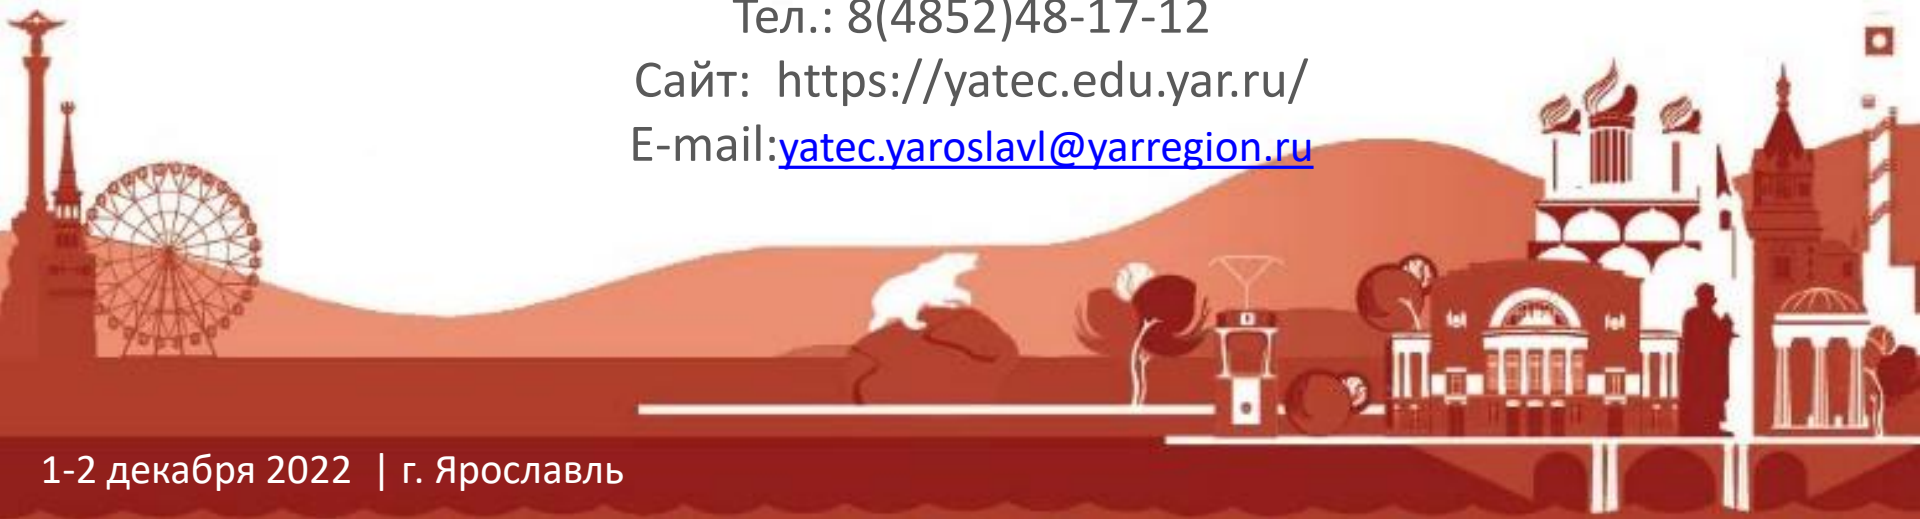 Тел.: 8(4852)48-17-12
Сайт: https://yatec.edu.yar.ru/
E-mail:yatec.yaroslavl@yarregion.ru
1-2 декабря 2022 | г. Ярославль